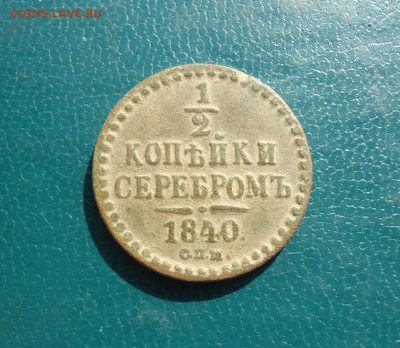 COINS.LAVE.RU
1
2
КОПѢЙКИ
СЕРЕБРОМЪ
1840.
С.П.М.